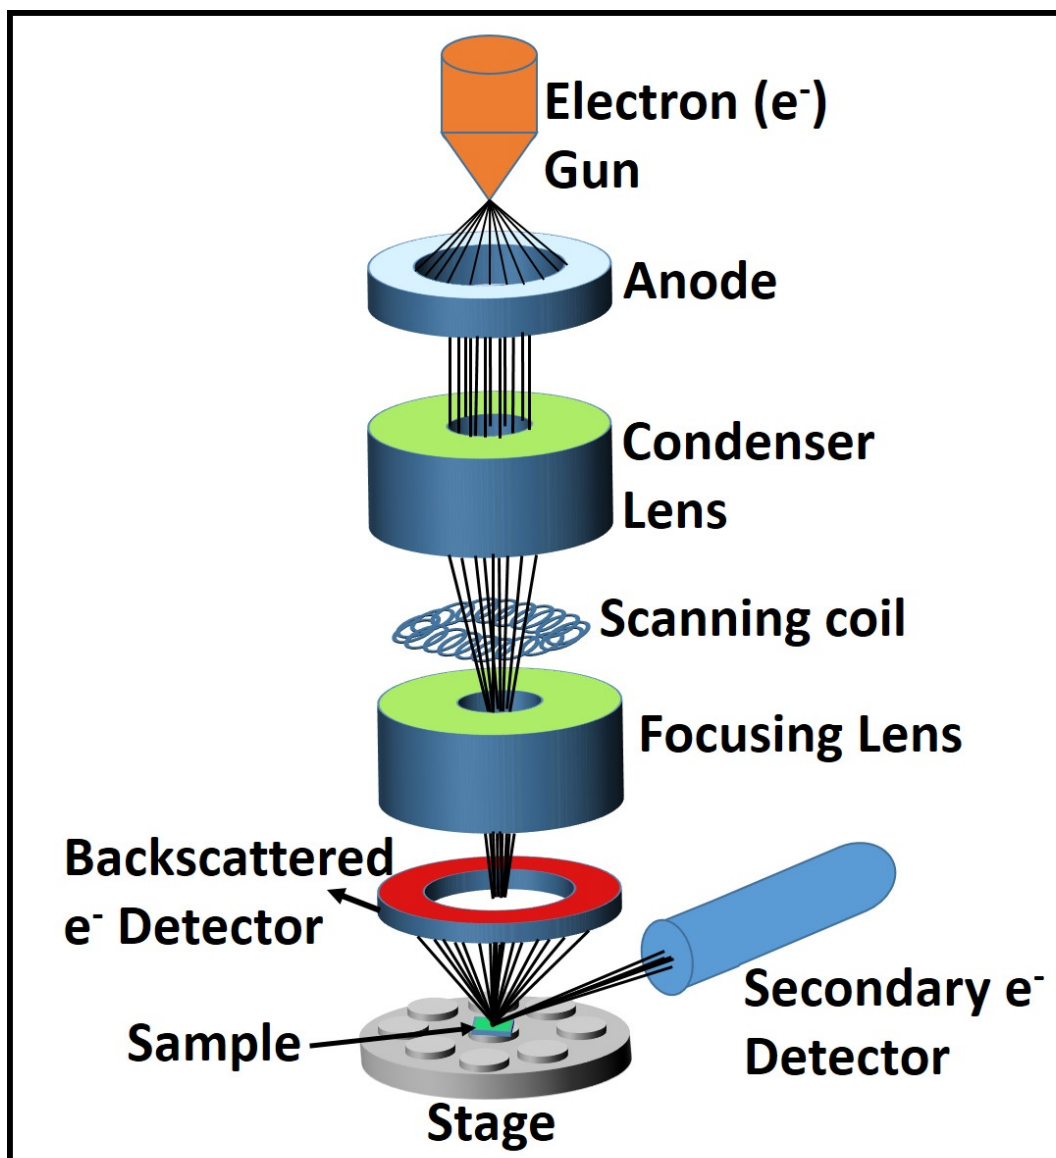 Electron (e⁻)
Gun
Anode
Condenser
Lens
Scanning coil
Focusing Lens
Backscattered
e⁻ Detector
Secondary e⁻
Detector
Sample
Stage